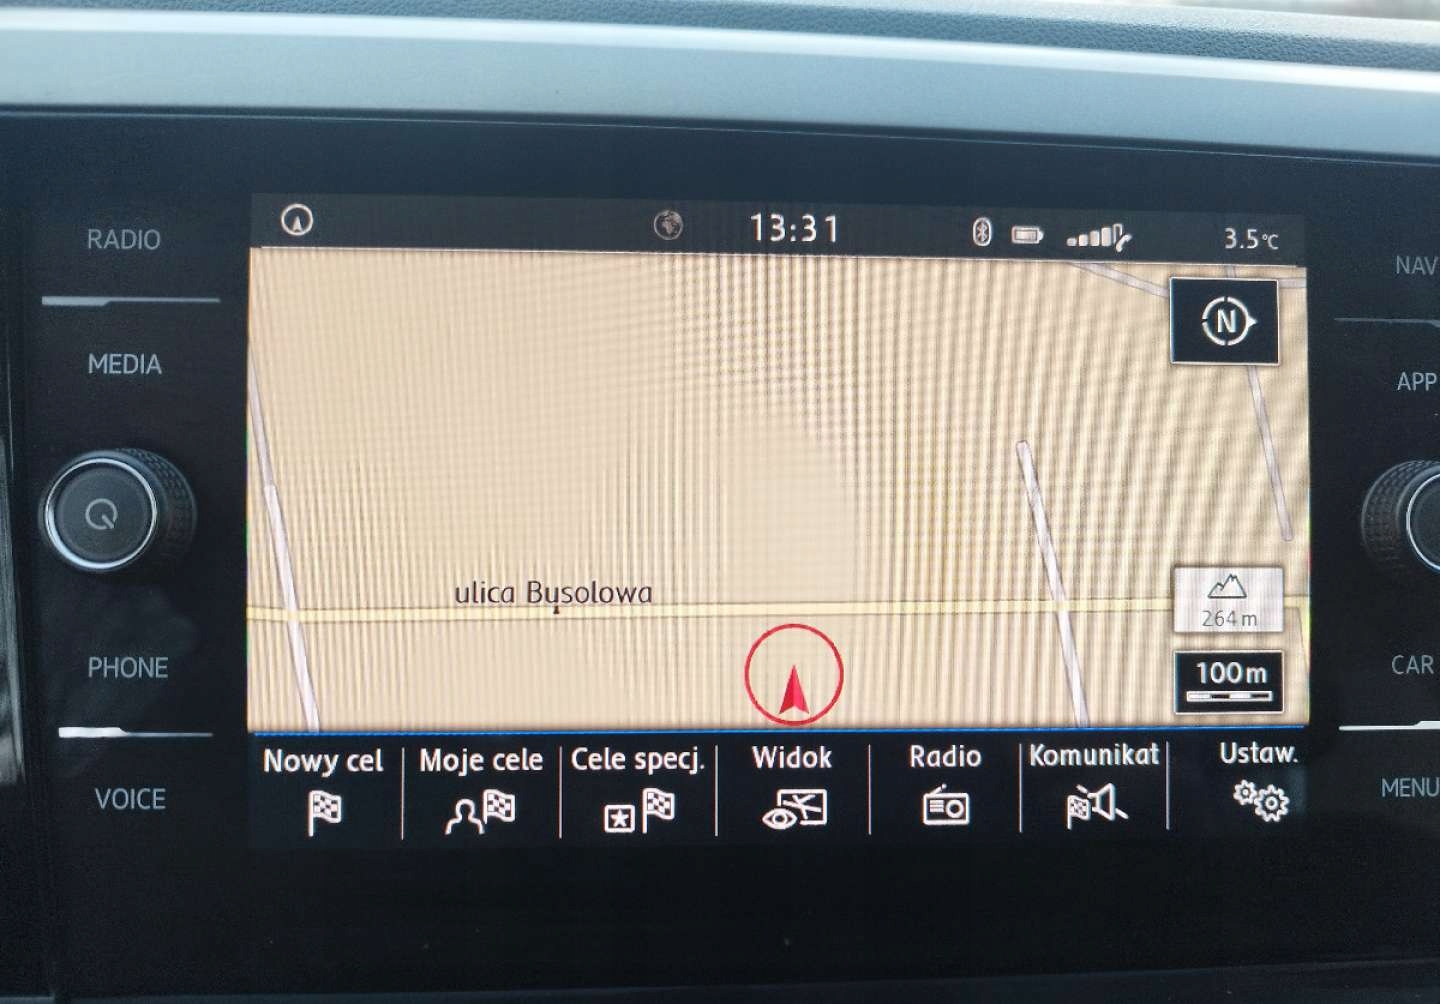 RADIO
MEDIA
PHONE
VOICE
13:31
3.5°C
N
ulica Busolowa
264 m
100 m
Nowy cel
Moje cele
Cele specj.
Widok
Radio
Komunikat
Ustaw.
NAV
APP
CAR
MENU